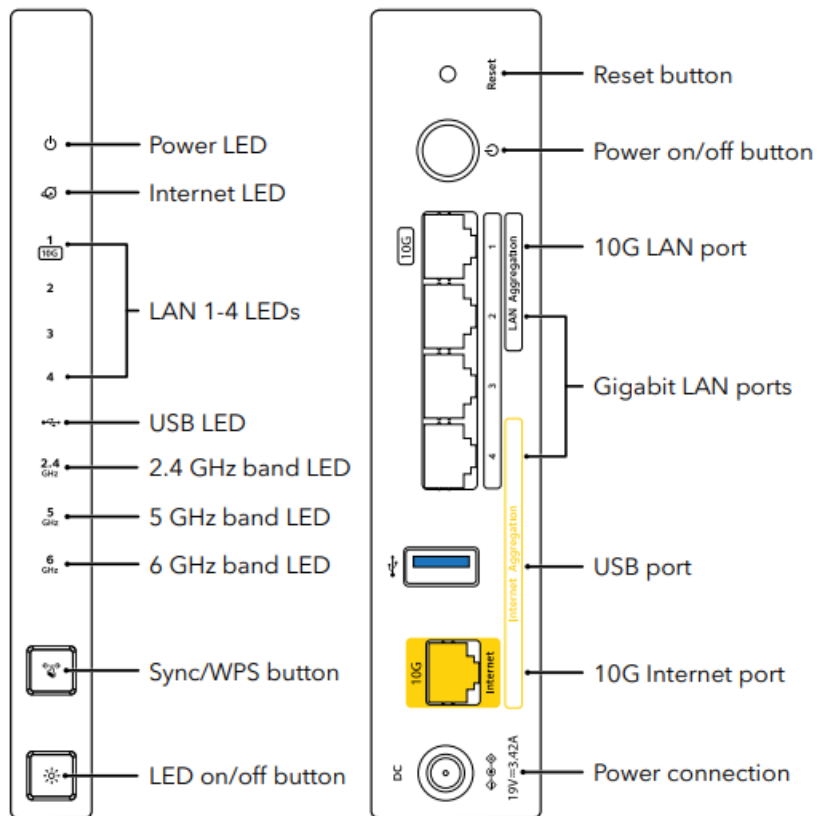 Power LED
Internet LED
1
10G
2
3
4
LAN 1-4 LEDs
USB LED
2.4
GHz
2.4 GHz band LED
5
GHz
5 GHz band LED
6
GHz
6 GHz band LED
Sync/WPS button
LED on/off button
Reset
Reset button
Power on/off button
10G
1
2
3
4
LAN Aggregation
10G LAN port
Gigabit LAN ports
Internet Aggregation
USB port
10G
Internet
10G Internet port
DC
19V⎓3.42A
Power connection